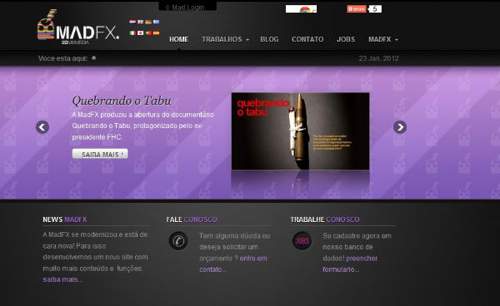 Mad Login
MADFX.
5
HOME
TRABALHOS
BLOG
CONTATO
JOBS
MADFX
Voce esta aqui:
23 Jan, 2012
Quebrando o Tabu
A MadFX produziu a abertura do documentário
Quebrando o Tabu, protagonizado pelo ex
presidente FHC.
SAIBA MAIS !
quebrando
o tabu
NEWS MADFX
A MadFX se modernizou e está de
cara nova! Para isso
desenvolvemos um novo site com
muito mais conteúdo e funções.
saiba mais...
FALE CONOSCO
Tem alguma dúvida ou
deseja solicitar um
orçamento ? entre em
contato...
TRABALHE CONOSCO
JOBS
Se cadastre agora em
nosso banco de
dados! preencher
formulario...